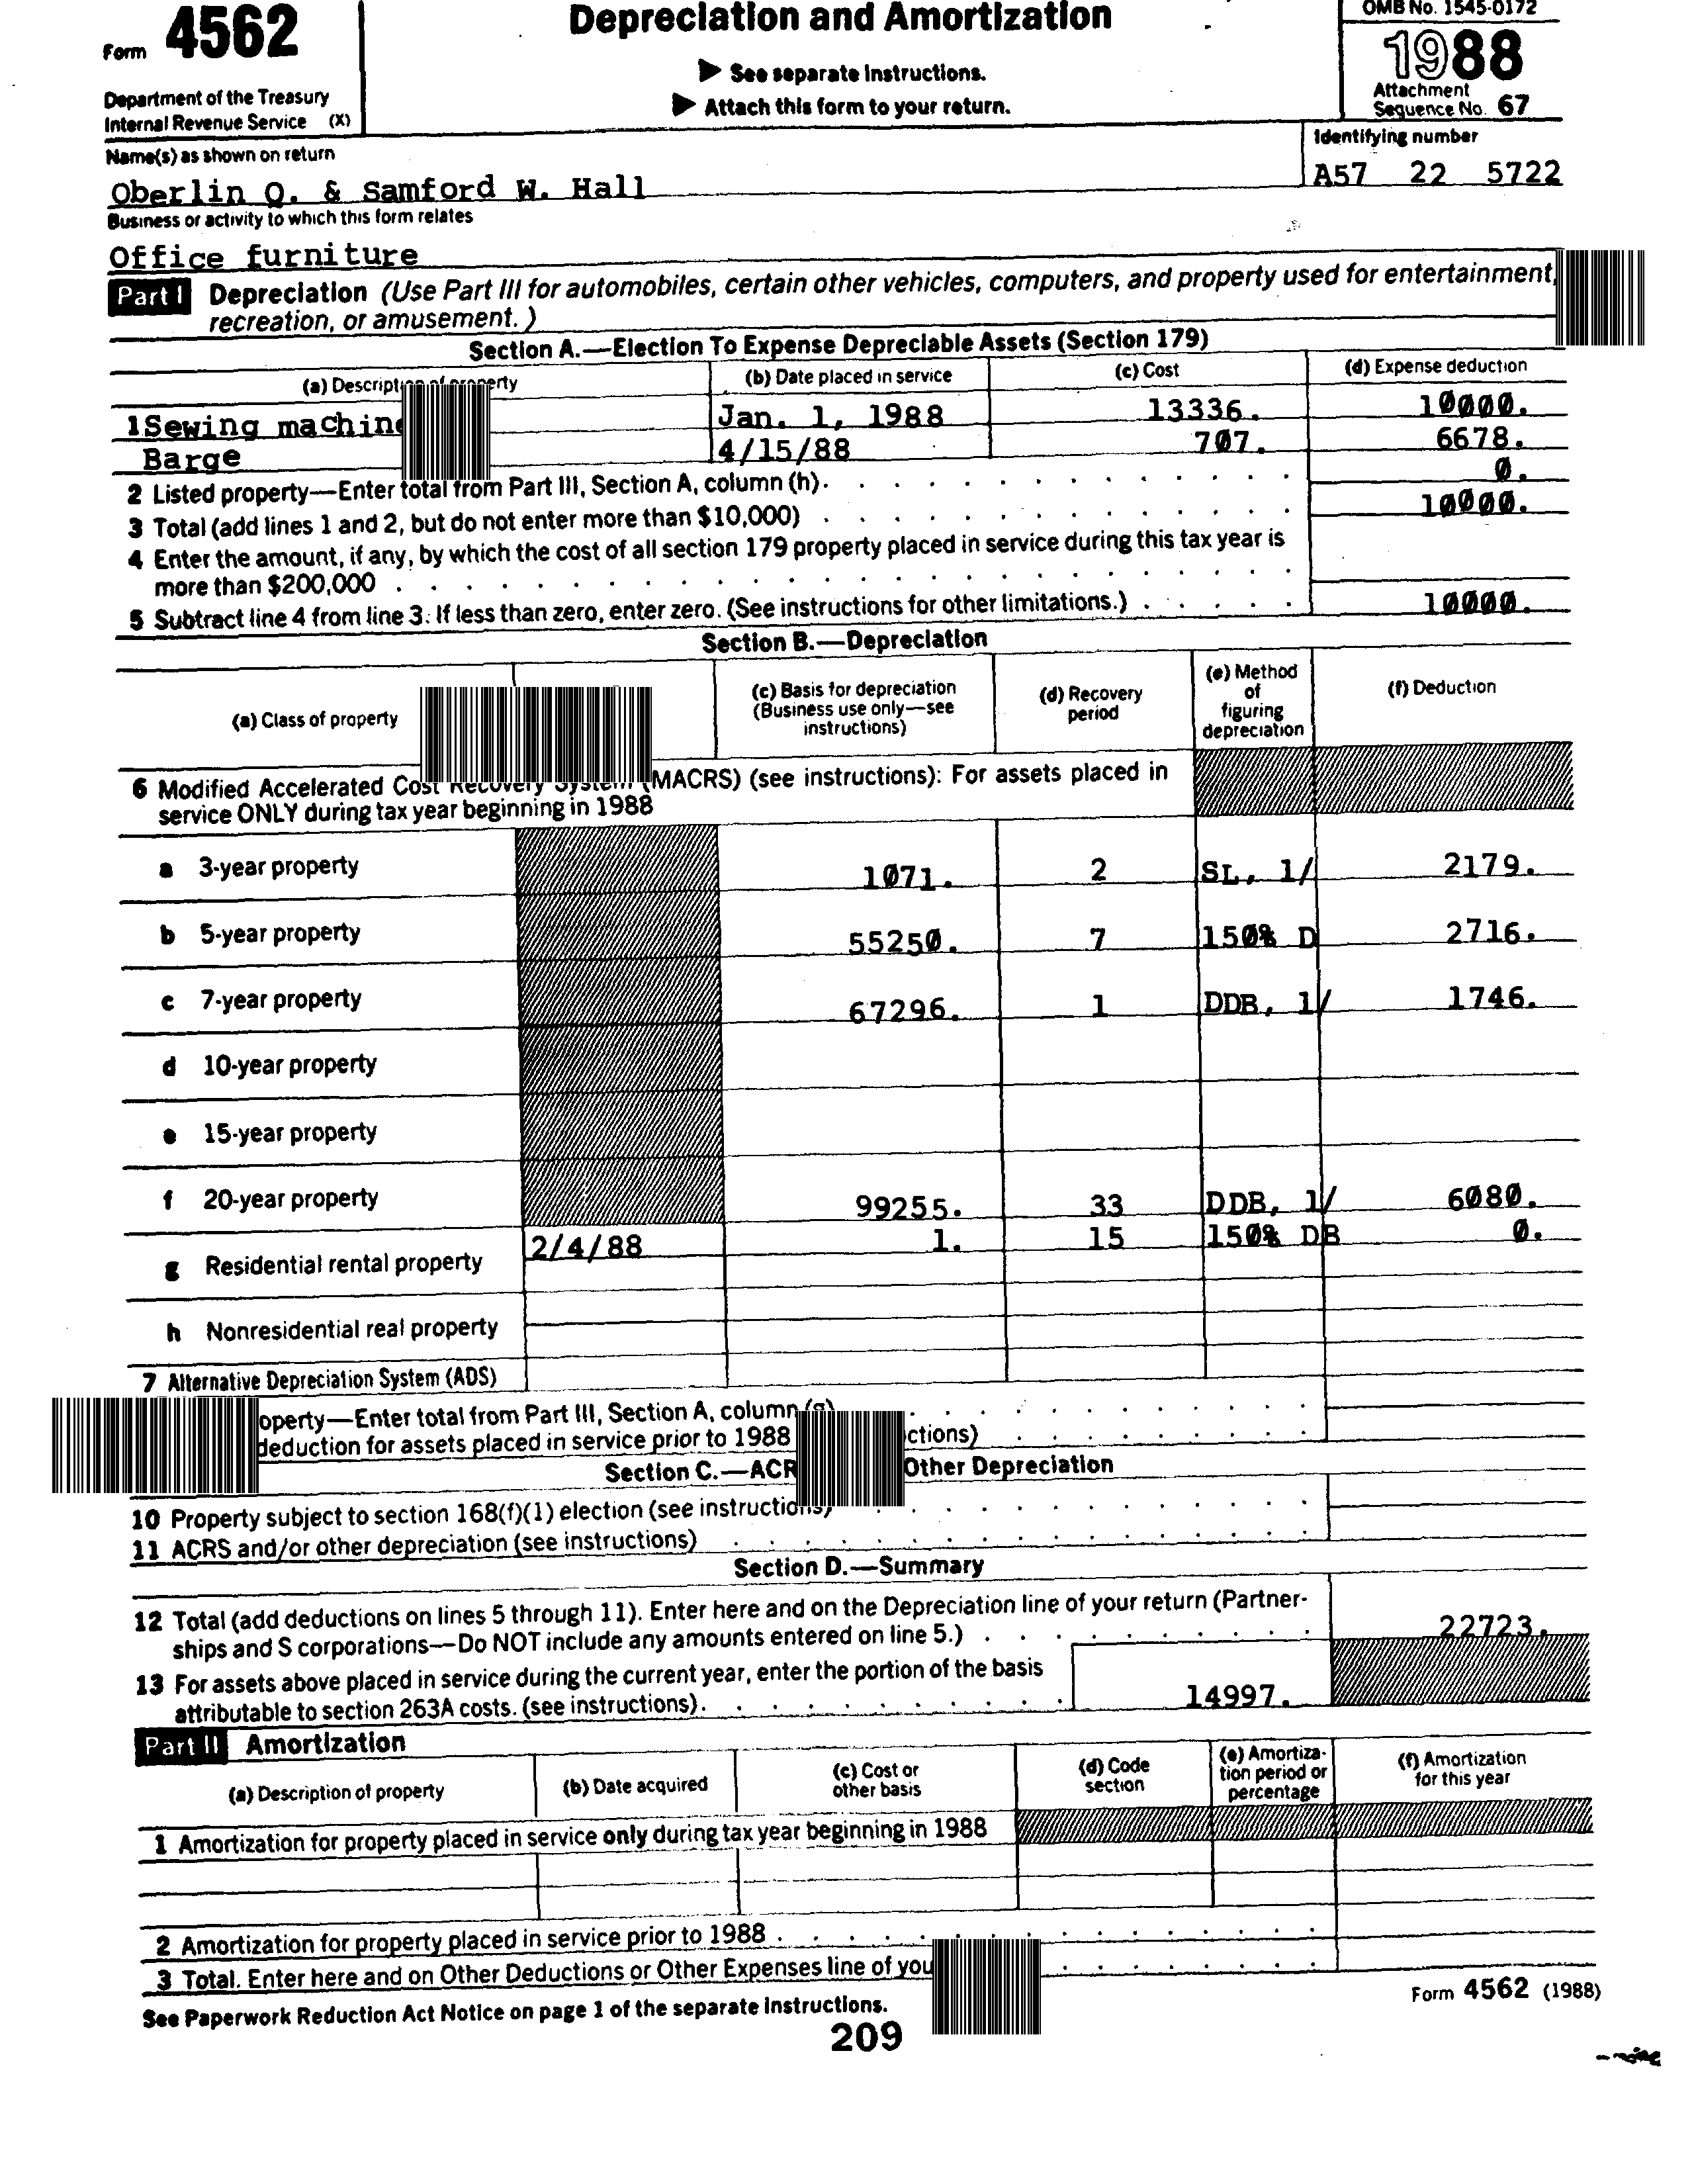 Form 4562
Depreciation and Amortization
OMB No. 1545-0172
► See separate instructions.
► Attach this form to your return.
1988
Department of the Treasury
Internal Revenue Service (X)
Attachment
Sequence No. 67
Name(s) as shown on return
Identifying number
Oberlin Q. & Samford W. Hall
A57 22 5722
Business or activity to which this form relates
Office furniture
Part I Depreciation (Use Part III for automobiles, certain other vehicles, computers, and property used for entertainment,
recreation, or amusement.)
Section A.—Election To Expense Depreciable Assets (Section 179)
(a) Description of property (b) Date placed in service (c) Cost (d) Expense deduction
1 Sewing machine Jan. 1, 1988 13336. 10000.
Barge 4/15/88 707. 6678.
2 Listed property—Enter total from Part III, Section A, column (h). 0.
3 Total (add lines 1 and 2, but do not enter more than $10,000) 10000.
4 Enter the amount, if any, by which the cost of all section 179 property placed in service during this tax year is
more than $200,000
5 Subtract line 4 from line 3. If less than zero, enter zero. (See instructions for other limitations.) 10000.
Section B.—Depreciation
(a) Class of property
(c) Basis for depreciation
(Business use only—see
instructions)
(d) Recovery
period
(e) Method
of
figuring
depreciation
(f) Deduction
6 Modified Accelerated Cost Recovery System (MACRS) (see instructions): For assets placed in
service ONLY during tax year beginning in 1988
a 3-year property 1071. 2 SL, 1/ 2179.
b 5-year property 55250. 7 150% D 2716.
c 7-year property 67296. 1 DDB, 1/ 1746.
d 10-year property
e 15-year property
f 20-year property 99255. 33 DDB, 1/ 6080.
g Residential rental property 2/4/88 1. 15 150% DB 0.
h Nonresidential real property
7 Alternative Depreciation System (ADS)
operty—Enter total from Part III, Section A, column (g)
deduction for assets placed in service prior to 1988 ctions)
Section C.—ACR Other Depreciation
10 Property subject to section 168(f)(1) election (see instructions)
11 ACRS and/or other depreciation (see instructions)
Section D.—Summary
12 Total (add deductions on lines 5 through 11). Enter here and on the Depreciation line of your return (Partner-
ships and S corporations—Do NOT include any amounts entered on line 5.) 22723.
13 For assets above placed in service during the current year, enter the portion of the basis
attributable to section 263A costs. (see instructions). 14997.
Part II Amortization
(a) Description of property
(b) Date acquired
(c) Cost or
other basis
(d) Code
section
(e) Amortiza-
tion period or
percentage
(f) Amortization
for this year
1 Amortization for property placed in service only during tax year beginning in 1988
2 Amortization for property placed in service prior to 1988
3 Total. Enter here and on Other Deductions or Other Expenses line of you
See Paperwork Reduction Act Notice on page 1 of the separate instructions.
Form 4562 (1988)
209